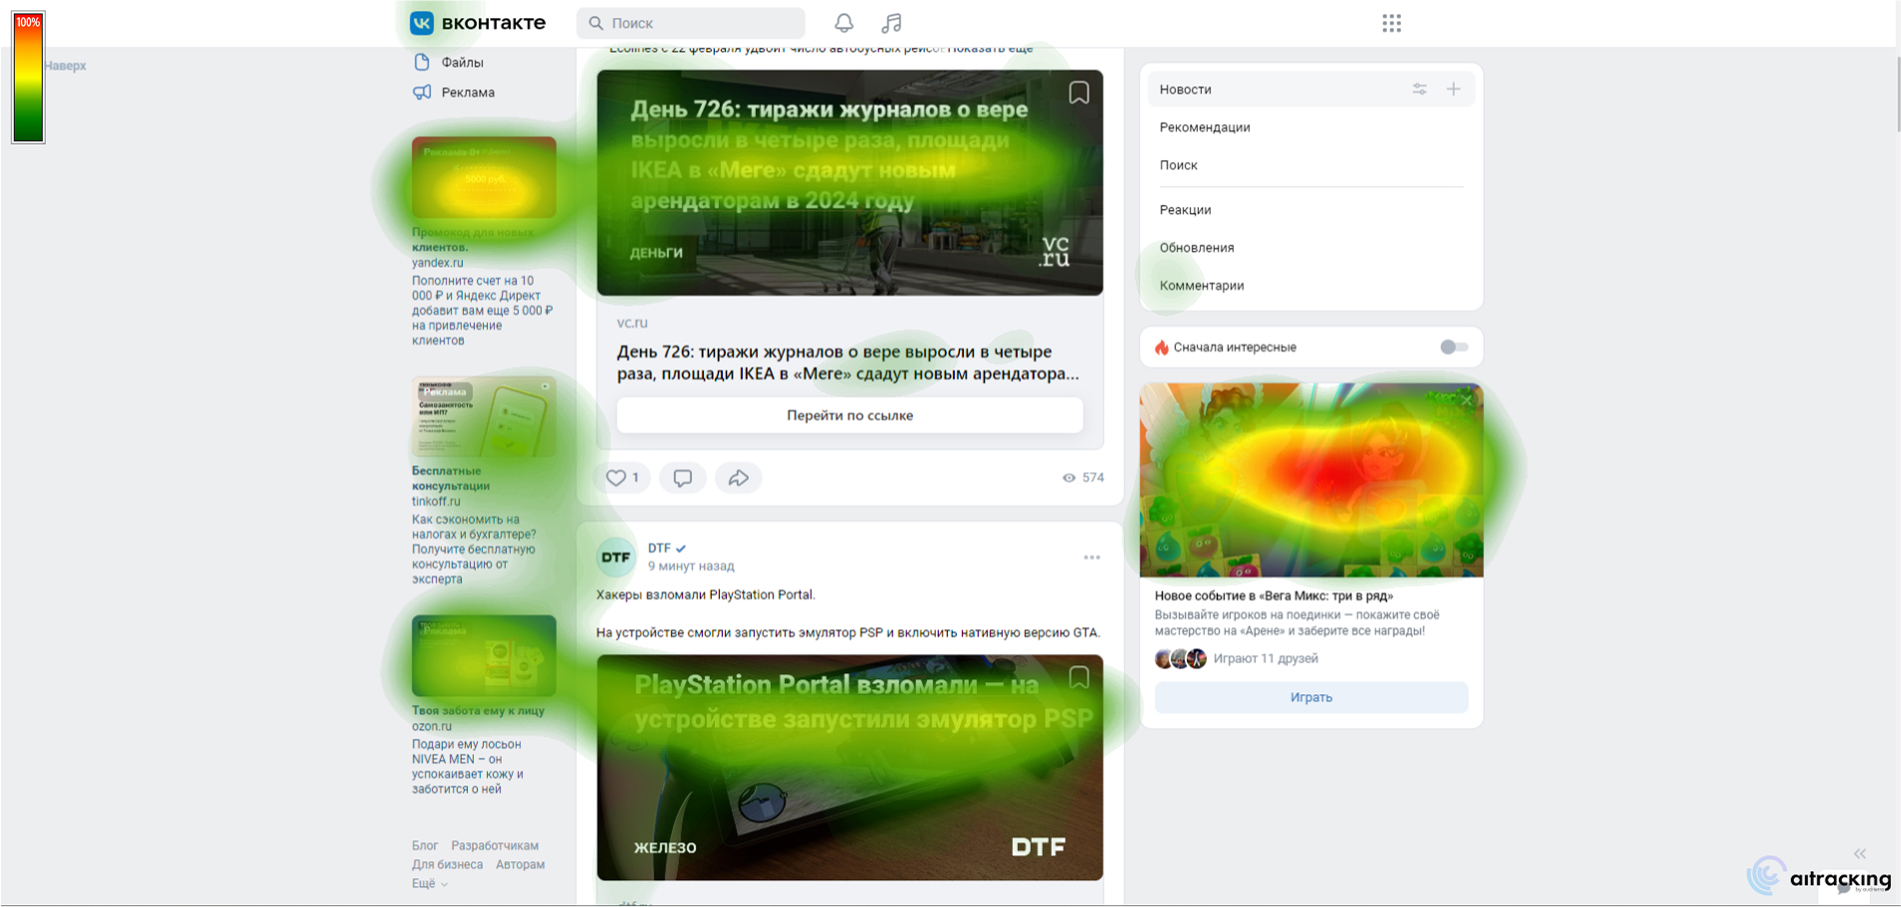 100%
ВКОНТАКТЕ
Поиск
Наверх
Файлы
Реклама
Реклама
5000 руб.
Промокод для новых
клиентов.
yandex.ru
Пополните счет на 10
000 ₽ и Яндекс Директ
добавит вам еще 5 000 ₽
на привлечение
клиентов
Реклама
Самозанятость
или ИП?
Бесплатные
консультации
tinkoff.ru
Как сэкономить на
налогах и бухгалтере?
Получите бесплатную
консультацию от
эксперта
Реклама
Твоя забота ему к лицу
ozon.ru
Подари ему лосьон
NIVEA MEN – он
успокаивает кожу и
заботится о ней
Блог Разработчикам
Для бизнеса Авторам
Ещё
Ecolines с 22 февраля удвоит число автобусных рейсов Показать ещё
День 726: тиражи журналов о вере
выросли в четыре раза, площади
IKEA в «Меге» сдадут новым
арендаторам в 2024 году
ДЕНЬГИ
vc
.ru
vc.ru
День 726: тиражи журналов о вере выросли в четыре
раза, площади IKEA в «Меге» сдадут новым арендатора...
Перейти по ссылке
1
574
DTF
DTF
9 минут назад
Хакеры взломали PlayStation Portal.
На устройстве смогли запустить эмулятор PSP и включить нативную версию GTA.
PlayStation Portal взломали — на
устройстве запустили эмулятор PSP
ЖЕЛЕЗО
DTF
dtf.ru
Новости
Рекомендации
Поиск
Реакции
Обновления
Комментарии
Сначала интересные
Новое событие в «Вега Микс: три в ряд»
Вызывайте игроков на поединки — покажите своё
мастерство на «Арене» и заберите все награды!
Играют 11 друзей
Играть
aitracking